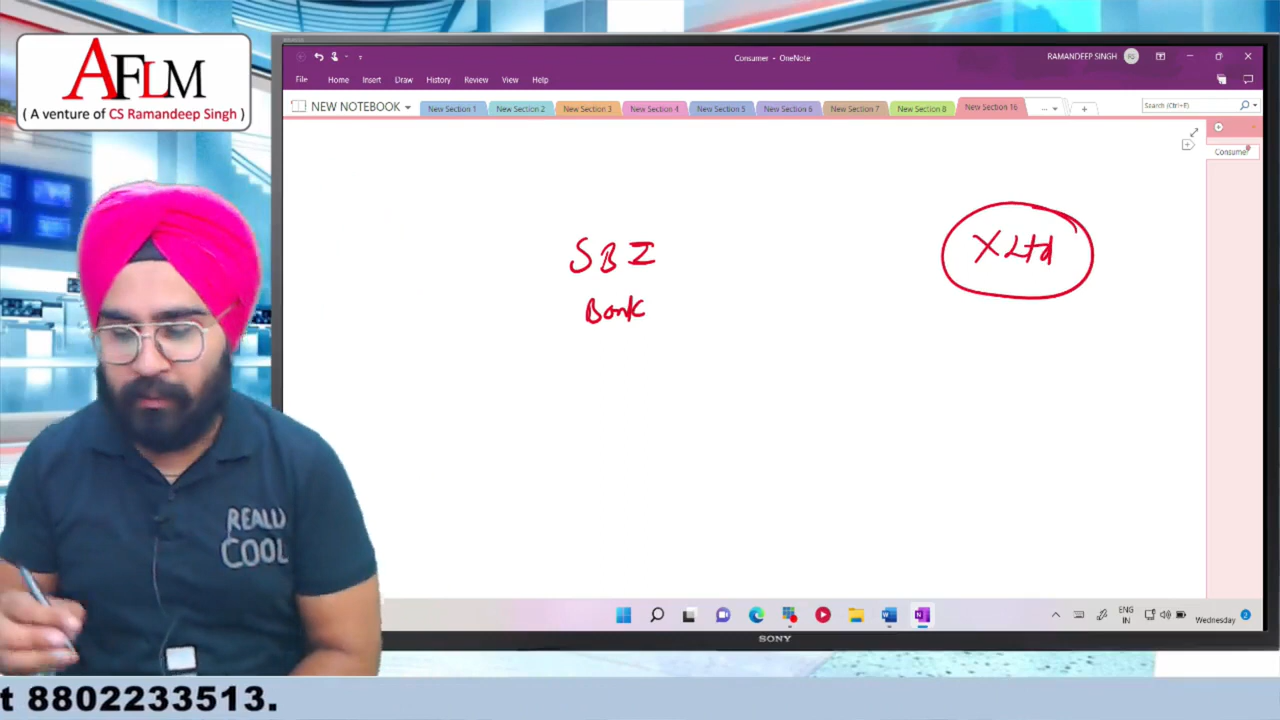 AFLM
( A venture of CS Ramandeep Singh )
Consumer - OneNote
RAMANDEEP SINGH
File Home Insert Draw History Review View Help
NEW NOTEBOOK
New Section 1 New Section 2 New Section 3 New Section 4 New Section 5 New Section 6 New Section 7 New Section 8 New Section 16 ...
Search (Ctrl+E)
Consumer
SBI
Bank
X Ltd
REALLY
COOL
ENG
IN
Wednesday
2
SONY
t 8802233513.